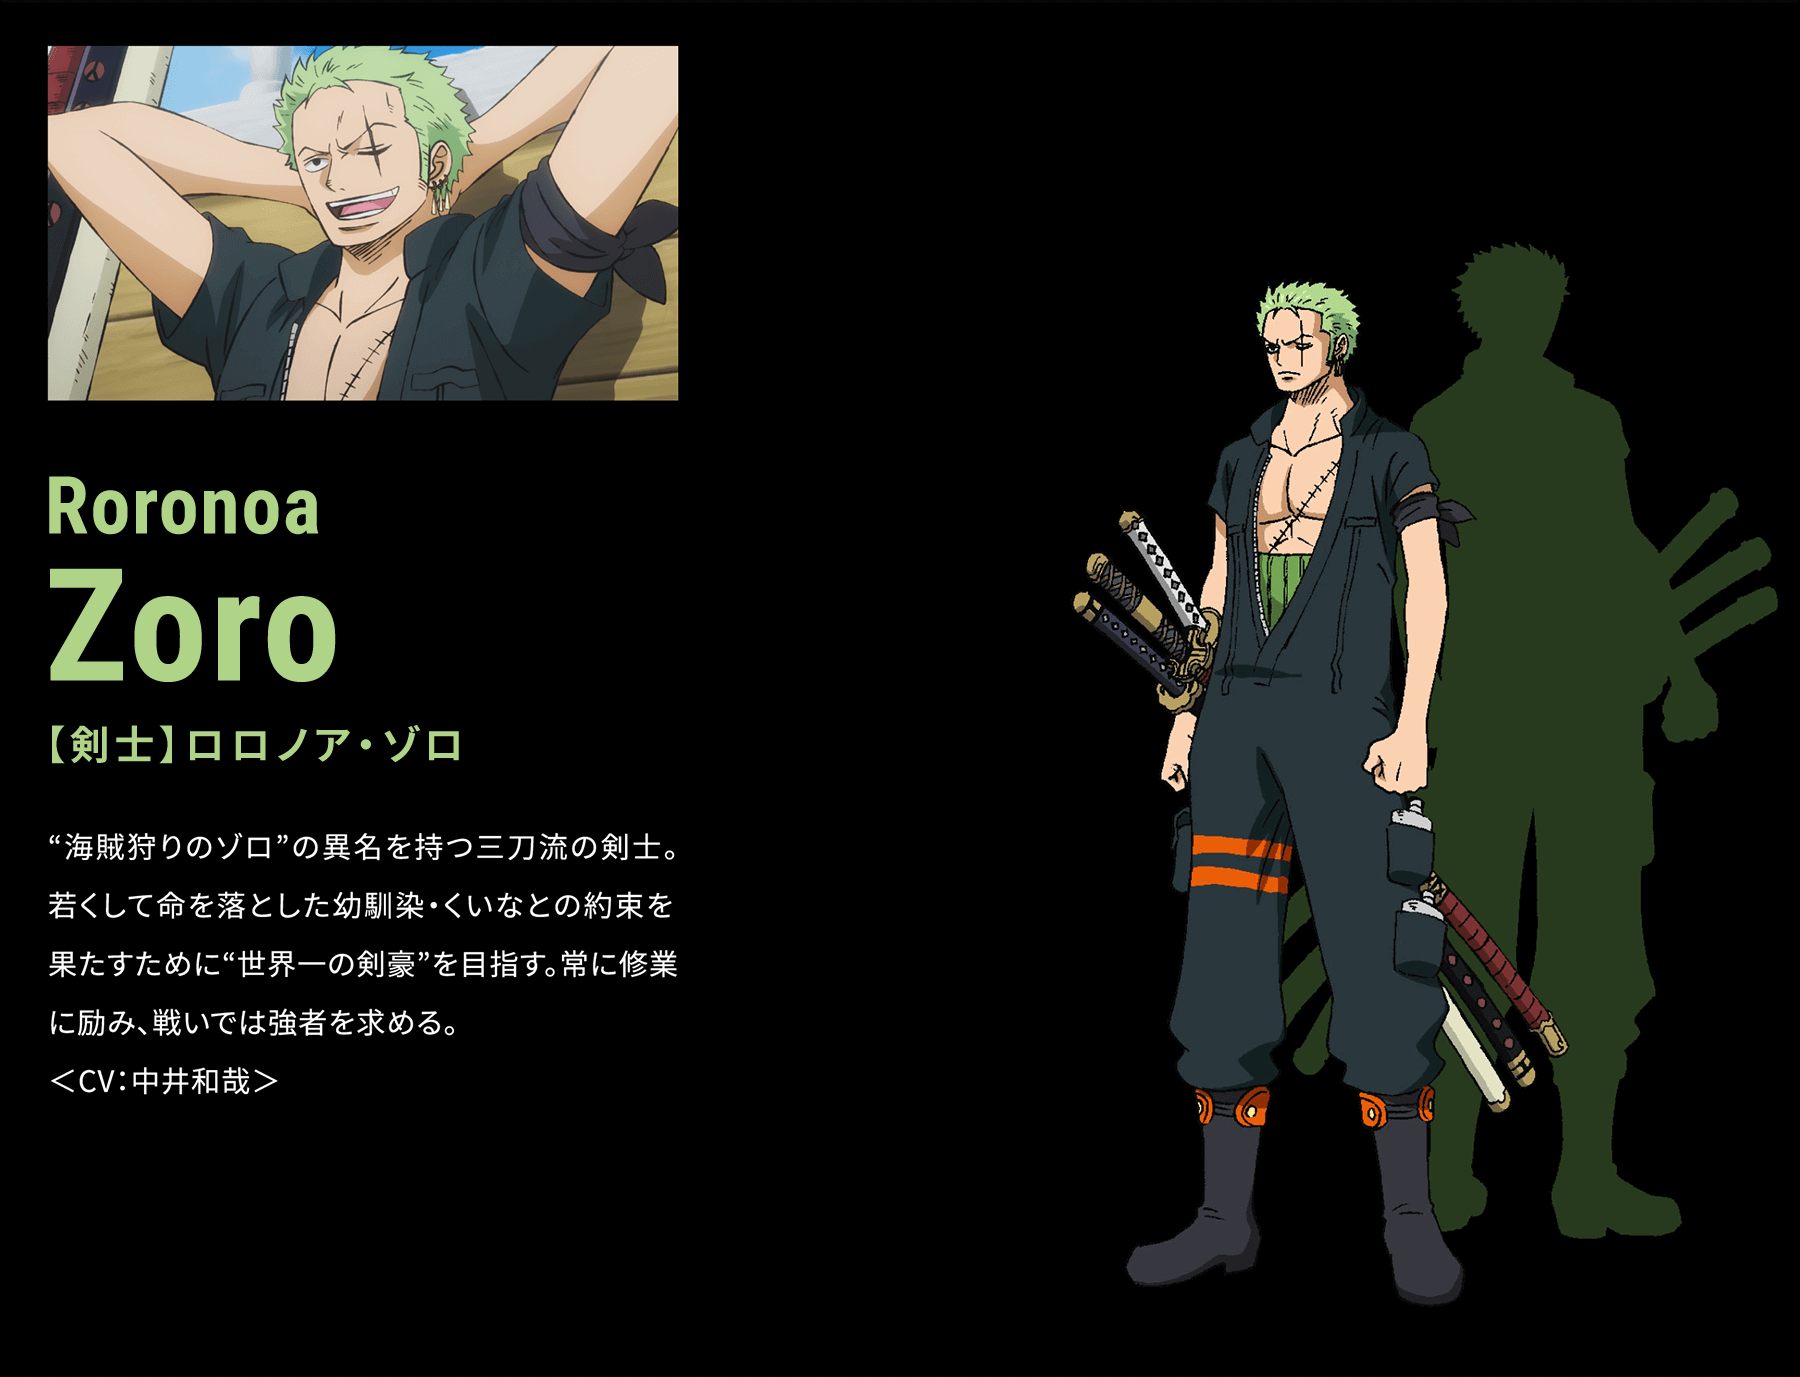 Roronoa
Zoro
【剣士】ロロノア・ゾロ
“海賊狩りのゾロ”の異名を持つ三刀流の剣士。
若くして命を落とした幼馴染・くいなとの約束を
果たすために“世界一の剣豪”を目指す。常に修業
に励み、戦いでは強者を求める。
＜CV：中井和哉＞